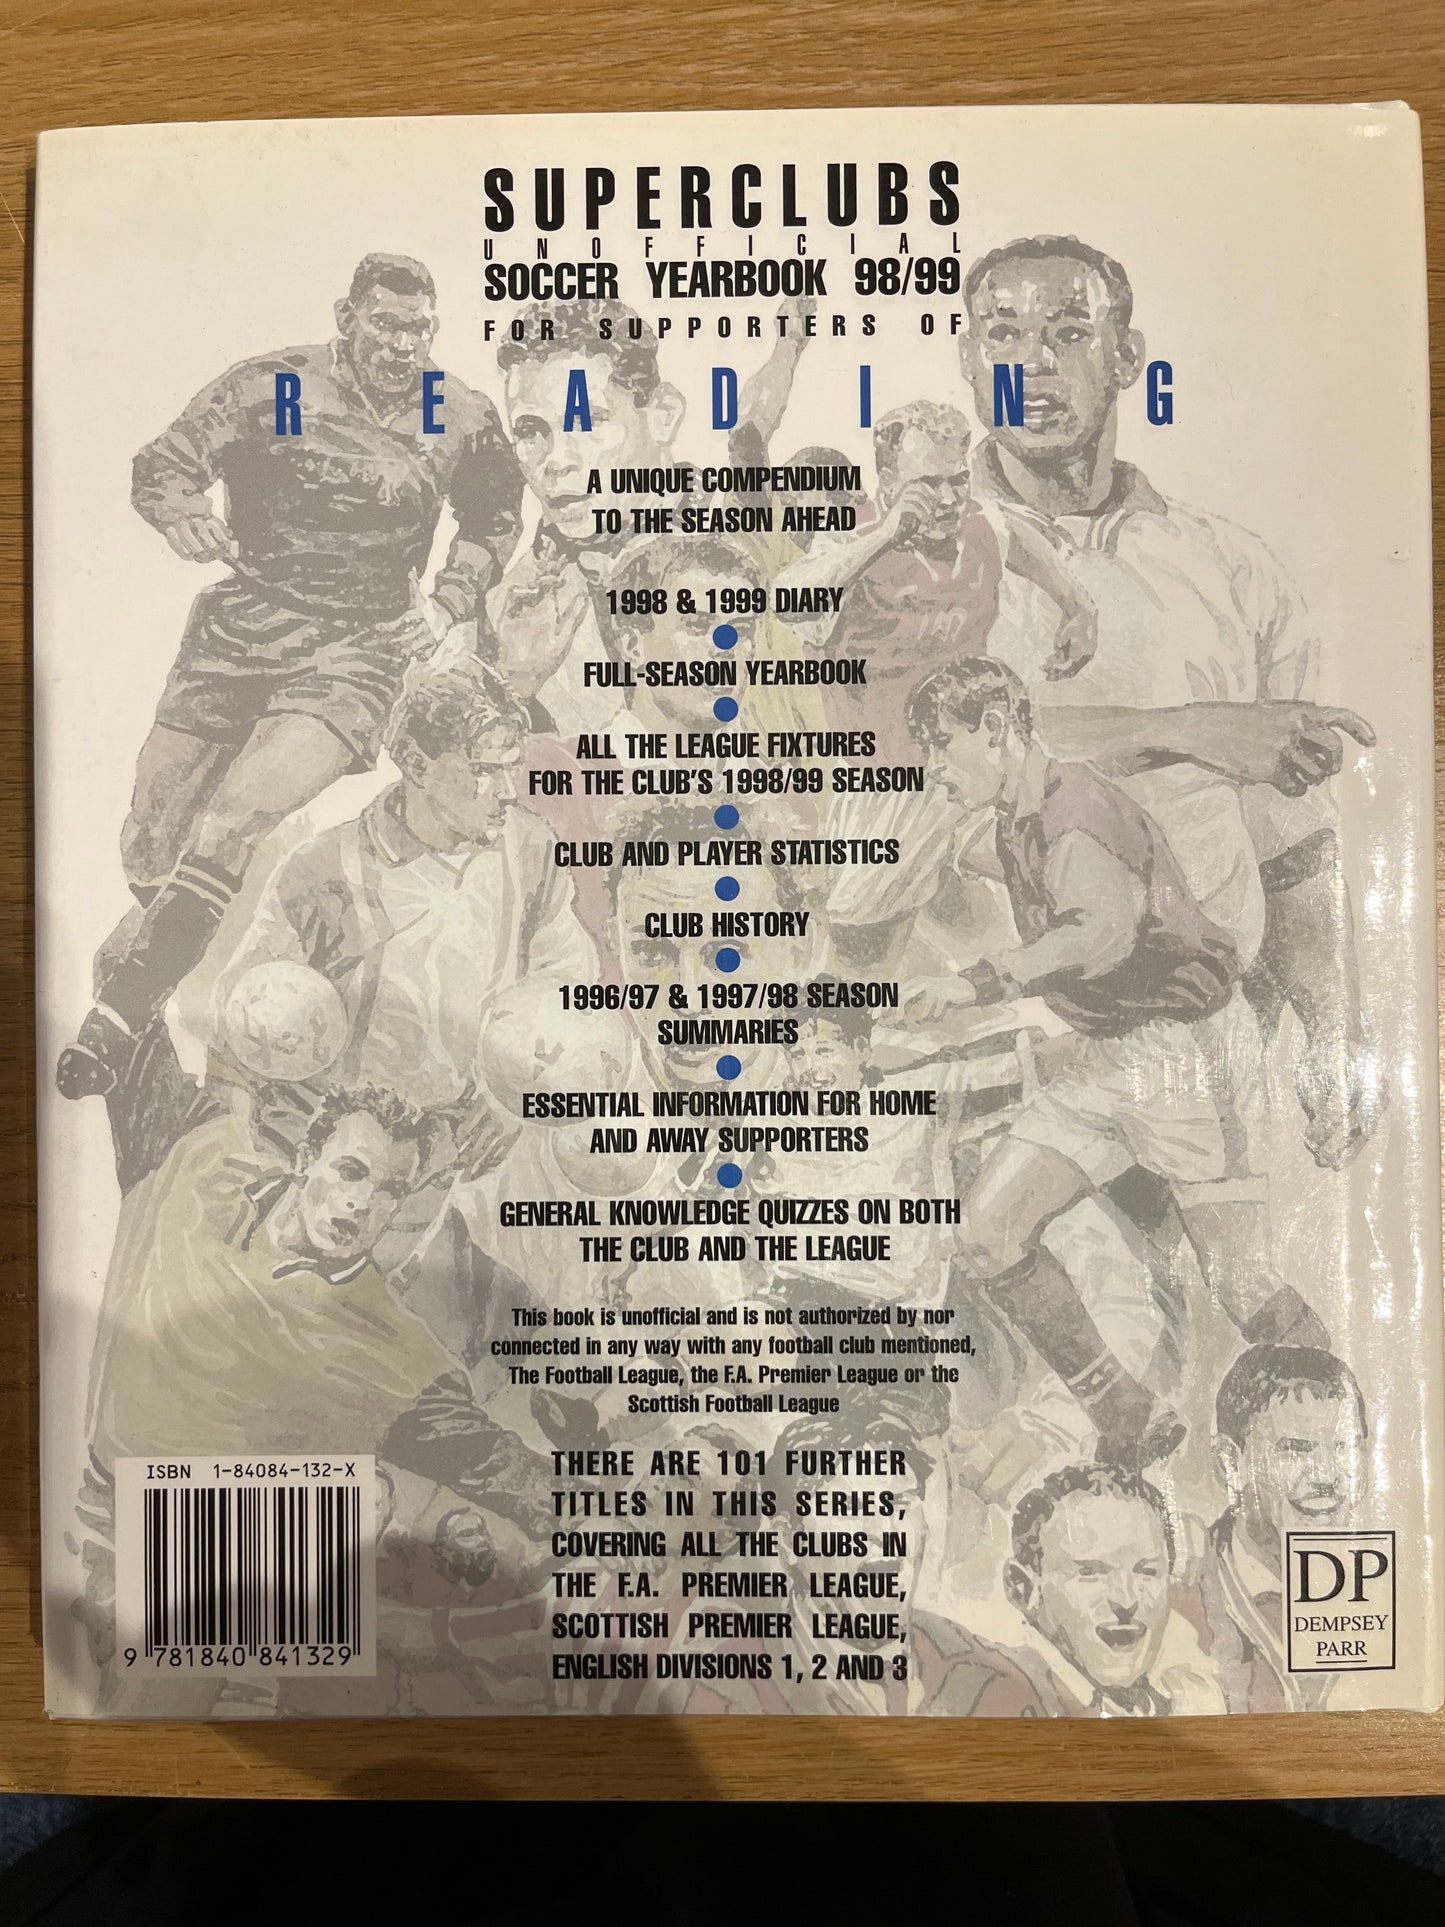 SUPERCLUBS
UNOFFICIAL
SOCCER YEARBOOK 98/99
FOR SUPPORTERS OF
READING
A UNIQUE COMPENDIUM
TO THE SEASON AHEAD
1998 & 1999 DIARY
FULL-SEASON YEARBOOK
ALL THE LEAGUE FIXTURES
FOR THE CLUB'S 1998/99 SEASON
CLUB AND PLAYER STATISTICS
CLUB HISTORY
1996/97 & 1997/98 SEASON
SUMMARIES
ESSENTIAL INFORMATION FOR HOME
AND AWAY SUPPORTERS
GENERAL KNOWLEDGE QUIZZES ON BOTH
THE CLUB AND THE LEAGUE
This book is unofficial and is not authorized by nor
connected in any way with any football club mentioned,
The Football League, the F.A. Premier League or the
Scottish Football League
THERE ARE 101 FURTHER
TITLES IN THIS SERIES,
COVERING ALL THE CLUBS IN
THE F.A. PREMIER LEAGUE,
SCOTTISH PREMIER LEAGUE,
ENGLISH DIVISIONS 1, 2 AND 3
ISBN 1-84084-132-X
9 781840 841329
DP
DEMPSEY
PARR